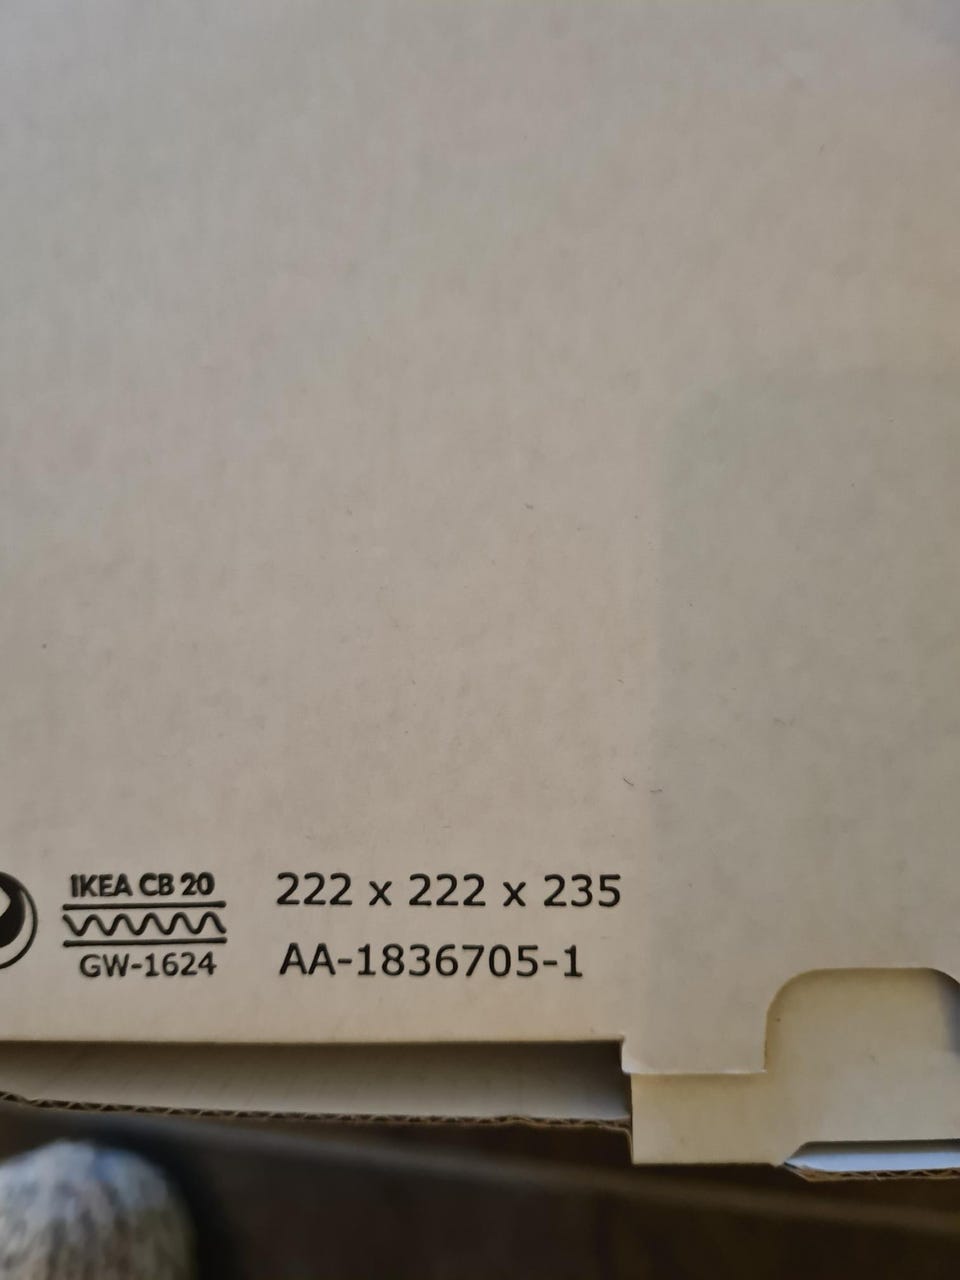 IKEA CB 20
GW-1624
222 x 222 x 235
AA-1836705-1